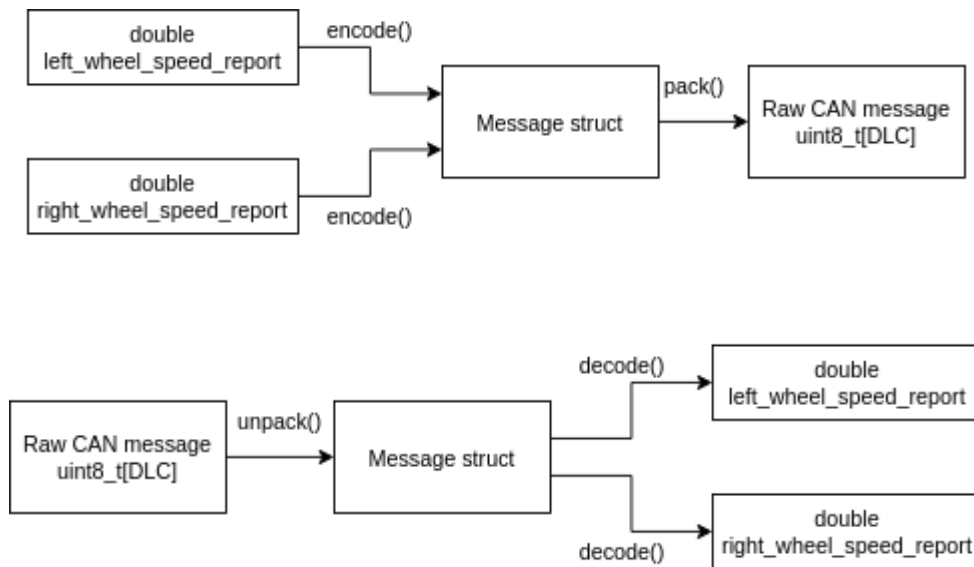 double
left_wheel_speed_report
encode()
Message struct
pack()
Raw CAN message
uint8_t[DLC]
double
right_wheel_speed_report
encode()
Raw CAN message
uint8_t[DLC]
unpack()
Message struct
decode()
double
left_wheel_speed_report
decode()
double
right_wheel_speed_report